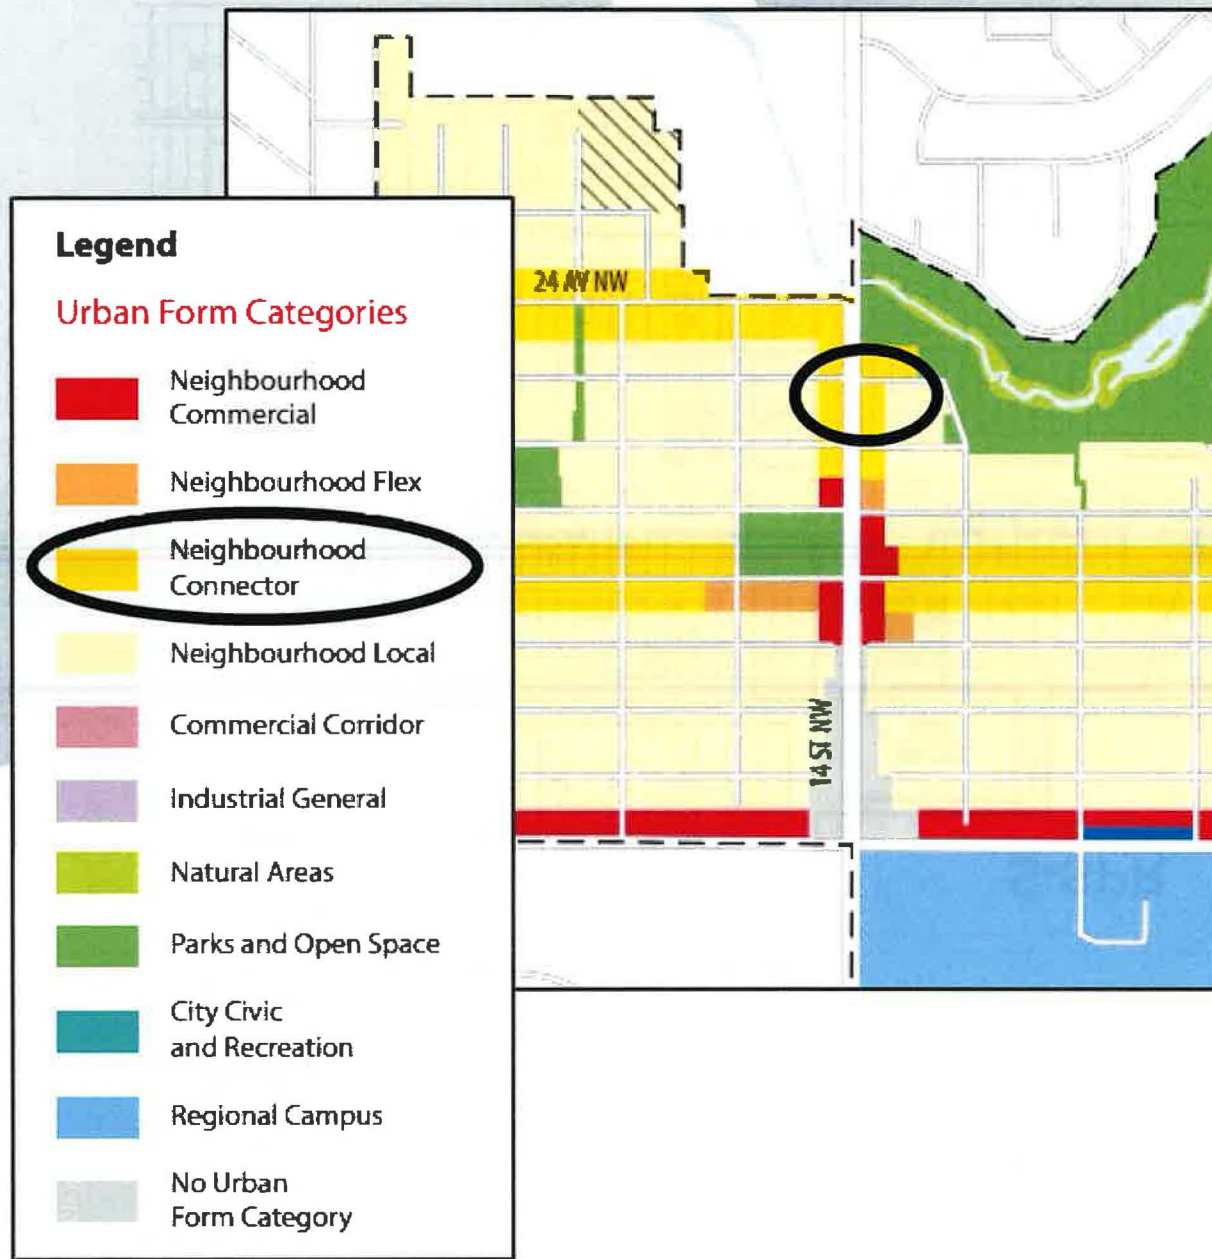 Legend
Urban Form Categories
Neighbourhood
Commercial
Neighbourhood Flex
Neighbourhood
Connector
Neighbourhood Local
Commercial Corridor
Industrial General
Natural Areas
Parks and Open Space
City Civic
and Recreation
Regional Campus
No Urban
Form Category
24 AV NW
14 ST NW